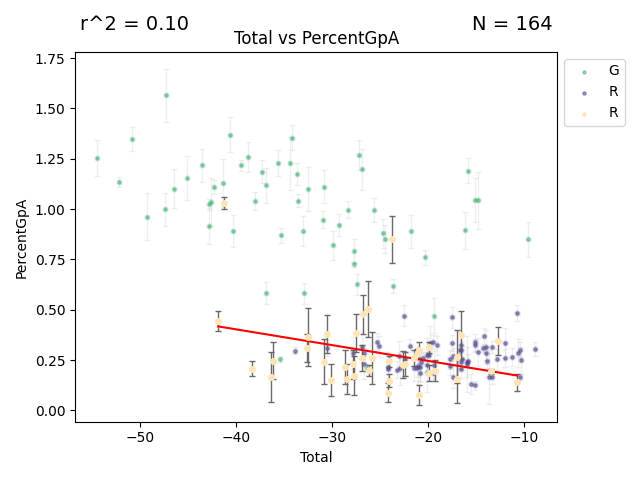 r^2 = 0.10
N = 164
Total vs PercentGpA
1.75
1.50
1.25
1.00
0.75
0.50
0.25
0.00
PercentGpA
−50
−40
−30
−20
−10
Total
G
R
R